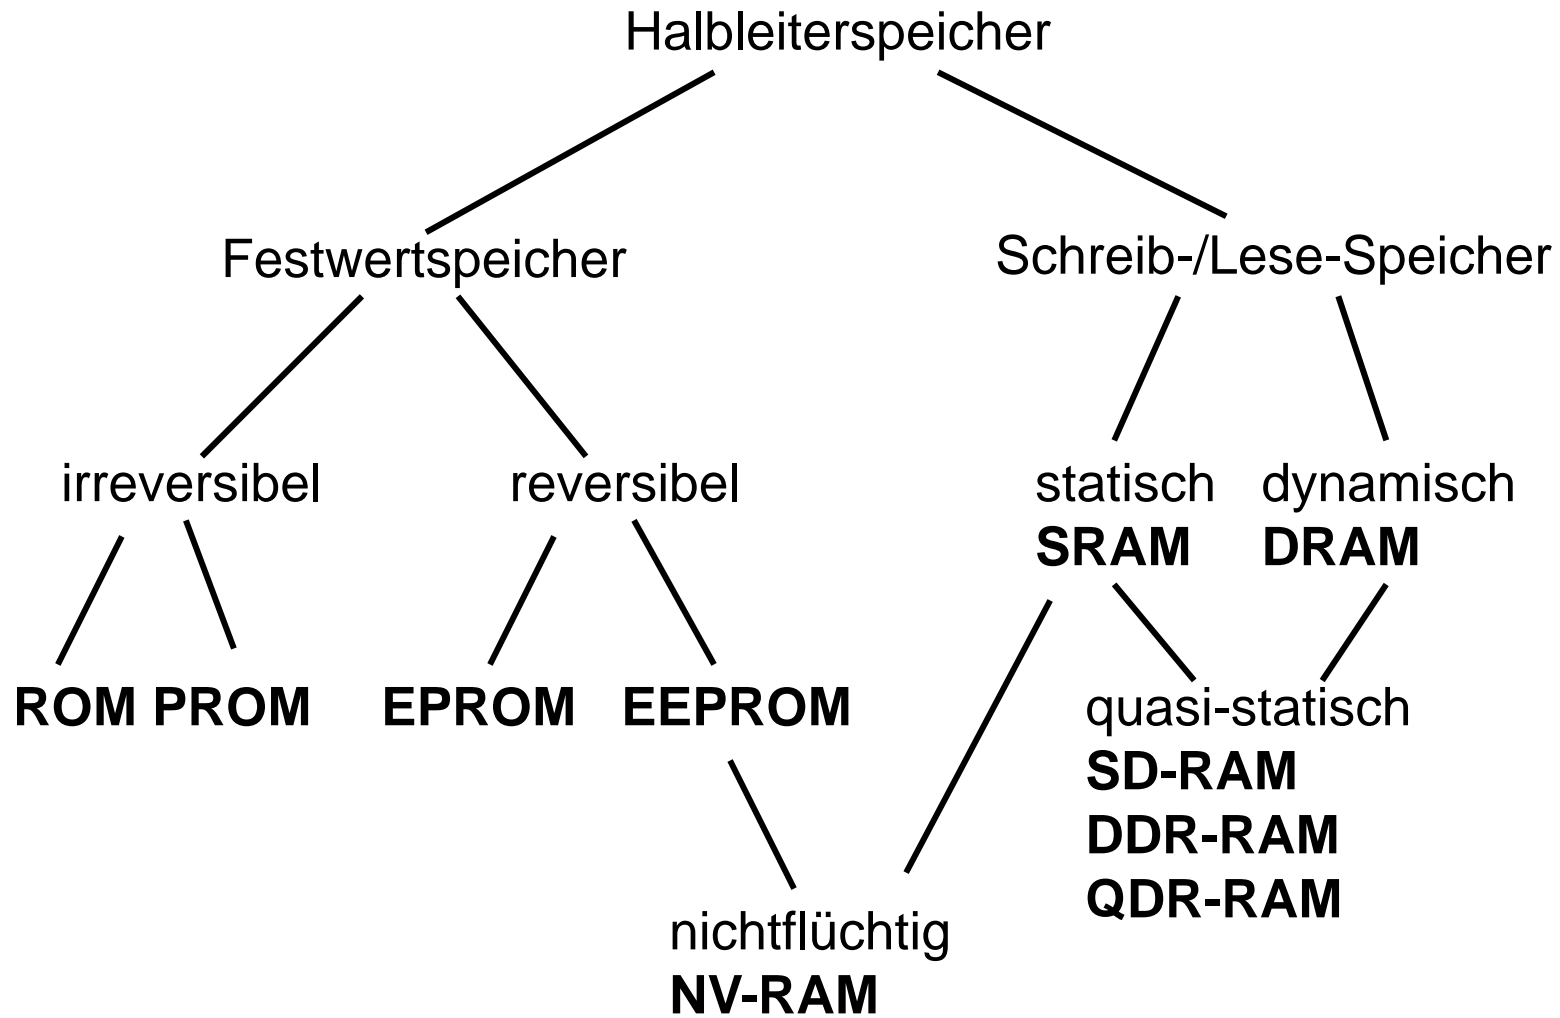 Halbleiterspeicher
Festwertspeicher
Schreib-/Lese-Speicher
irreversibel
reversibel
statisch
SRAM
dynamisch
DRAM
ROM
PROM
EPROM
EEPROM
quasi-statisch
SD-RAM
DDR-RAM
QDR-RAM
nichtflüchtig
NV-RAM